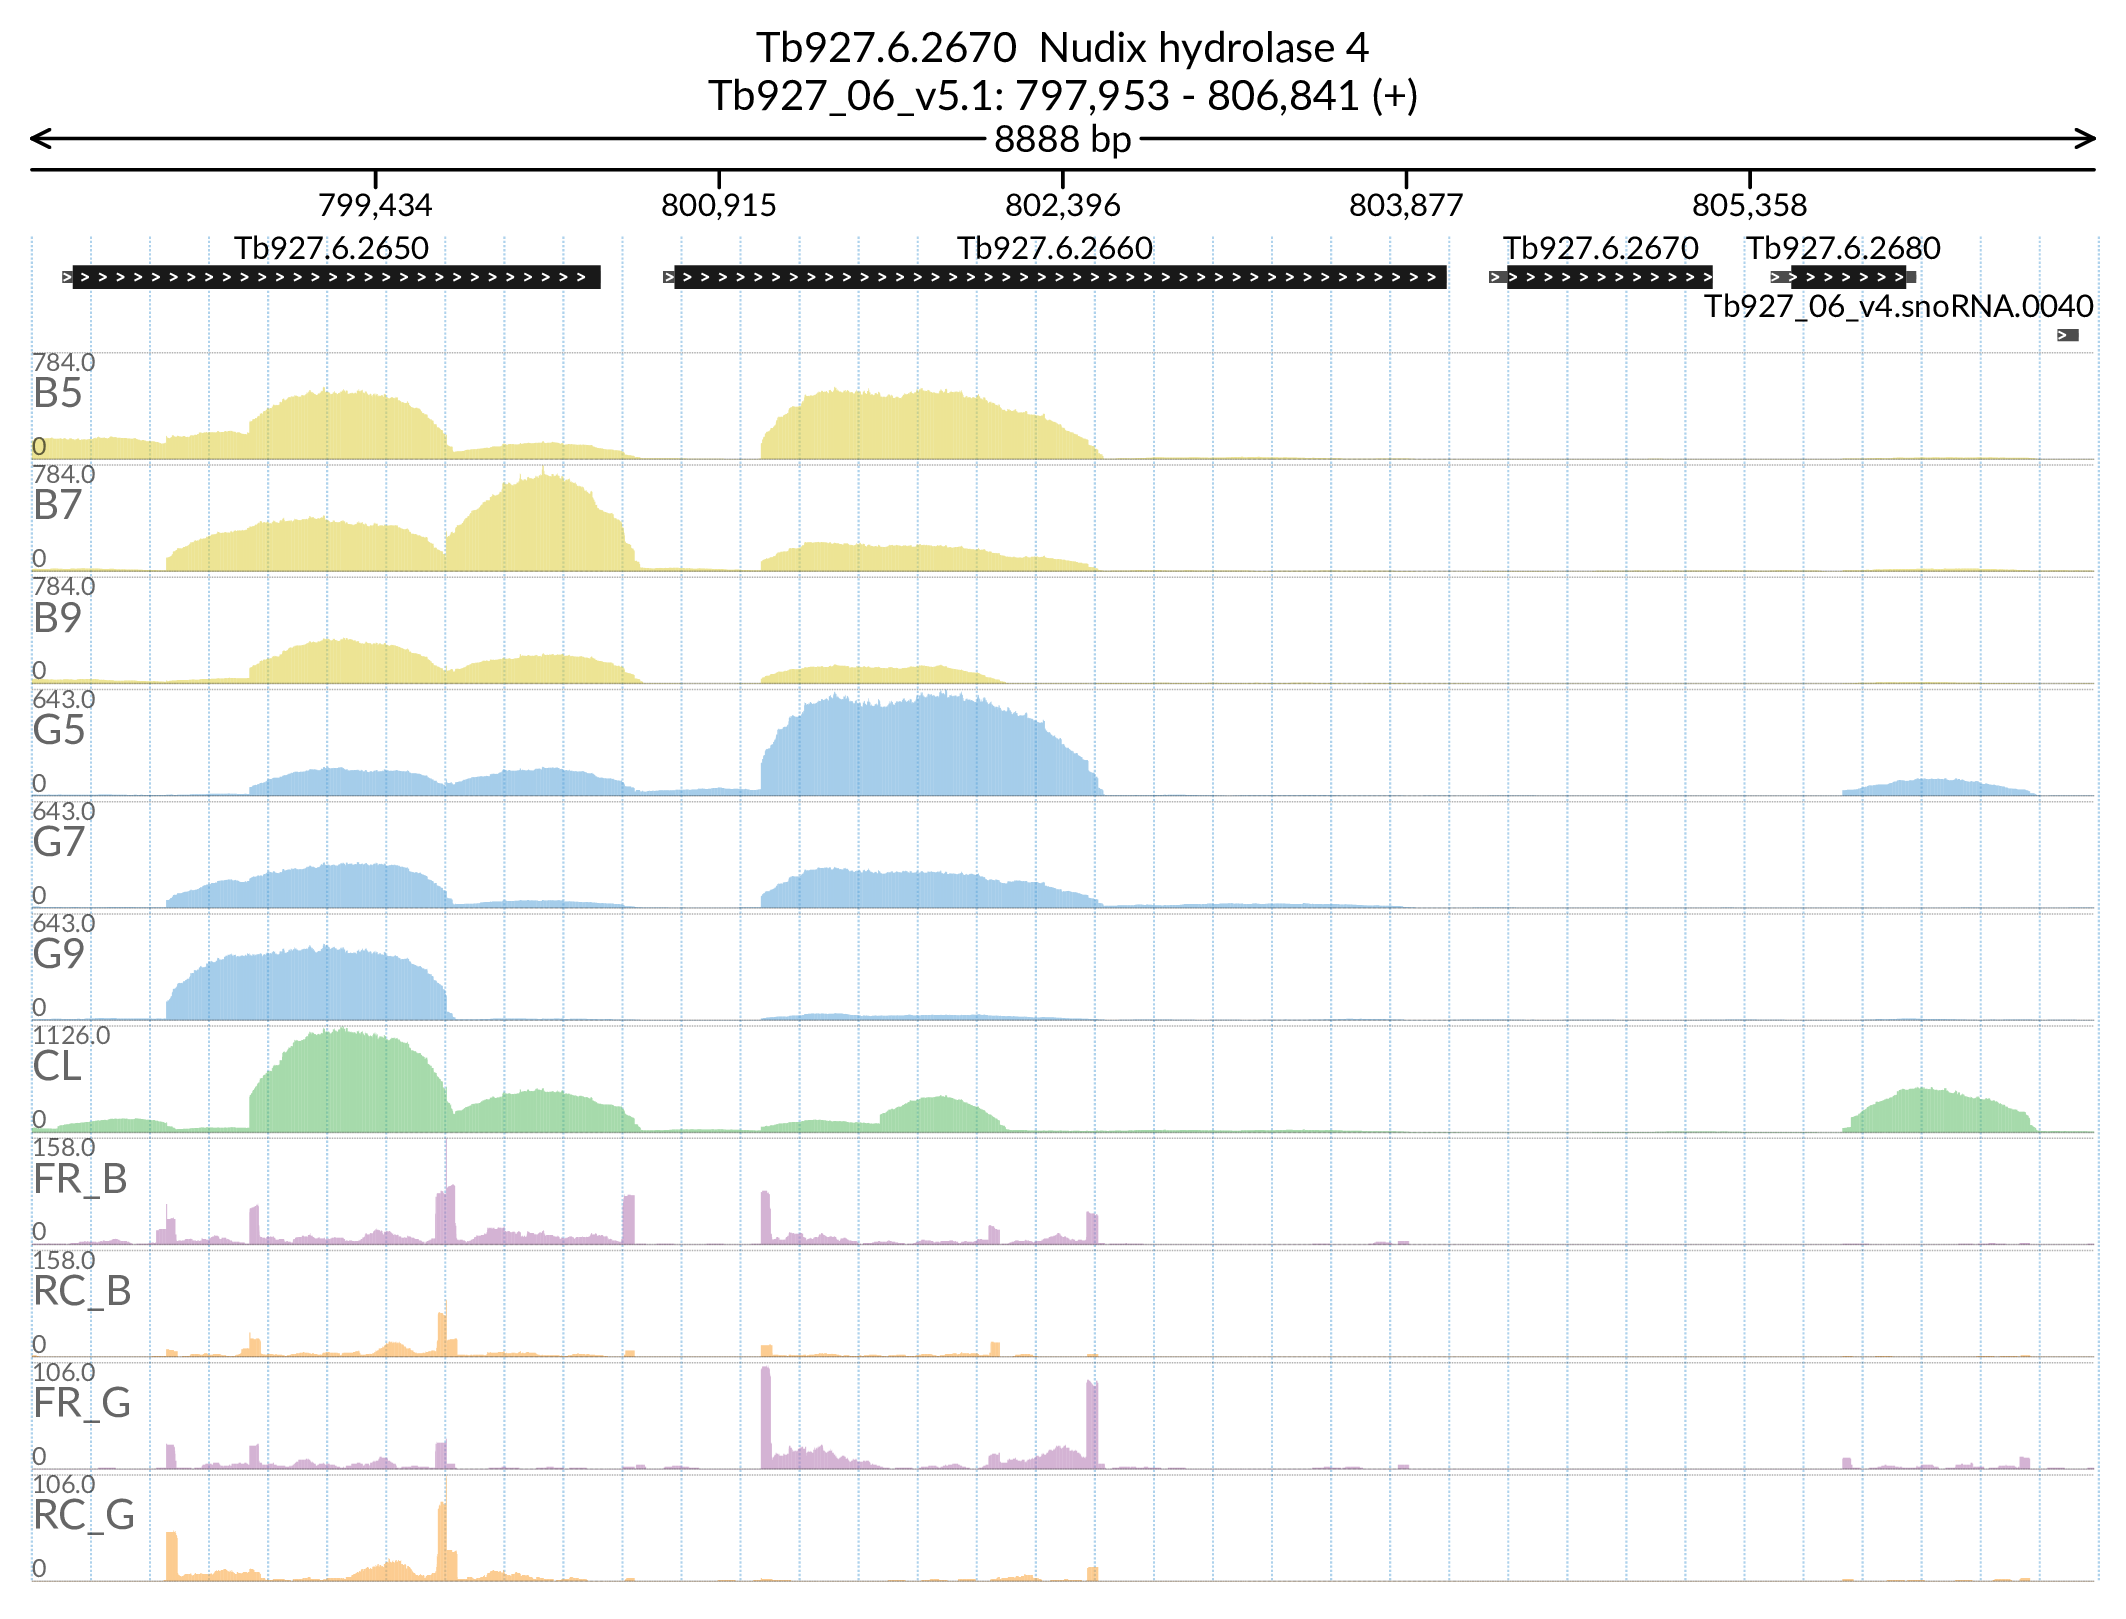 Tb927.6.2670 Nudix hydrolase 4
Tb927_06_v5.1: 797,953 - 806,841 (+)
8888 bp
799,434 800,915 802,396 803,877 805,358
Tb927.6.2650 Tb927.6.2660 Tb927.6.2670 Tb927.6.2680
Tb927_06_v4.snoRNA.0040
784.0
B5
0
784.0
B7
0
784.0
B9
0
643.0
G5
0
643.0
G7
0
643.0
G9
0
1126.0
CL
0
158.0
FR_B
0
158.0
RC_B
0
106.0
FR_G
0
106.0
RC_G
0